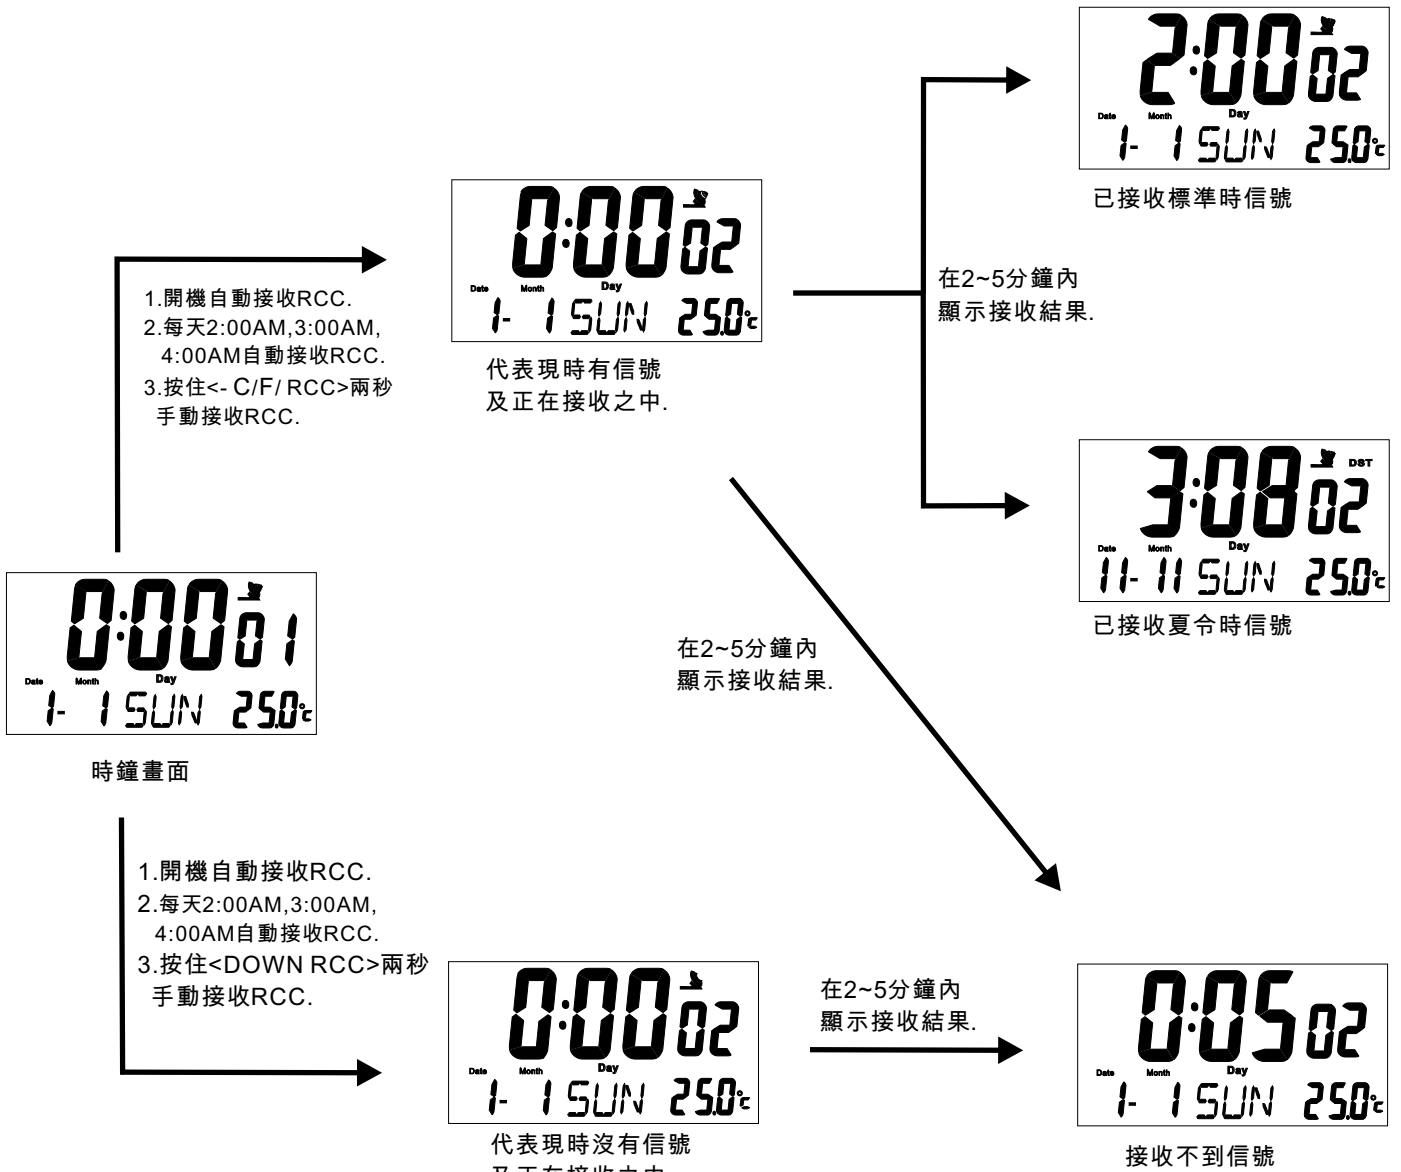 2:00 02
Date Month Day
1- 1 SUN 25.0℃
已接收標準時信號
0:00 02
Date Month Day
1- 1 SUN 25.0℃
代表現時有信號
及正在接收之中.
1.開機自動接收RCC.
2.每天2:00AM,3:00AM,
4:00AM自動接收RCC.
3.按住<- C/F/ RCC>兩秒
手動接收RCC.
在2~5分鐘內
顯示接收結果.
3:08 02 DST
Date Month Day
11- 11 SUN 25.0℃
已接收夏令時信號
0:00 01
Date Month Day
1- 1 SUN 25.0℃
時鐘畫面
在2~5分鐘內
顯示接收結果.
1.開機自動接收RCC.
2.每天2:00AM,3:00AM,
4:00AM自動接收RCC.
3.按住<DOWN RCC>兩秒
手動接收RCC.
0:00 02
Date Month Day
1- 1 SUN 25.0℃
代表現時沒有信號
及正在接收之中
在2~5分鐘內
顯示接收結果.
0:05 02
Date Month Day
1- 1 SUN 25.0℃
接收不到信號